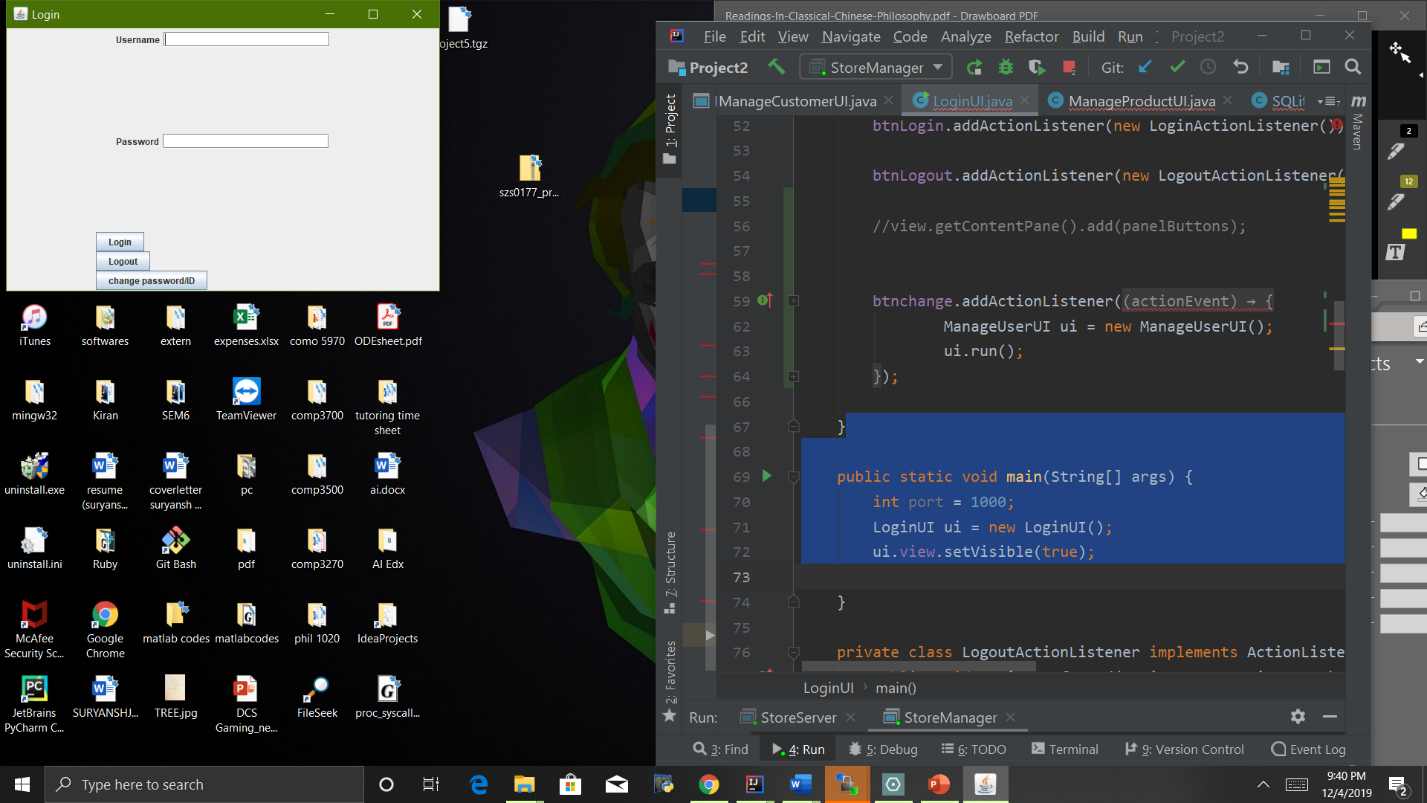 Login
Username
Password
Login
Logout
change password/ID
oject5.tgz
szs0177_pr...
iTunes
softwares
extern
expenses.xlsx
como 5970
ODEsheet.pdf
mingw32
Kiran
SEM6
TeamViewer
comp3700
tutoring time
sheet
uninstall.exe
resume
(suryans...
coverletter
suryansh ...
pc
comp3500
ai.docx
uninstall.ini
Ruby
Git Bash
pdf
comp3270
AI Edx
McAfee
Security Sc...
Google
Chrome
matlab codes
matlabcodes
phil 1020
IdeaProjects
JetBrains
PyCharm C...
SURYANSHJ...
TREE.jpg
DCS
Gaming_ne...
FileSeek
proc_syscall...
Readings-In-Classical-Chinese-Philosophy.pdf - Drawboard PDF
File Edit View Navigate Code Analyze Refactor Build Run Project2
Project2
StoreManager
Git:
ManageCustomerUI.java
LoginUI.java
ManageProductUI.java
SQLit
1: Project
Maven
7: Structure
2: Favorites
52 btnLogin.addActionListener(new LoginActionListener())
53
54 btnLogout.addActionListener(new LogoutActionListener(
55
56 //view.getContentPane().add(panelButtons);
57
58
59 btnchange.addActionListener((actionEvent) → {
62 ManageUserUI ui = new ManageUserUI();
63 ui.run();
64 });
66
67 }
68
69 public static void main(String[] args) {
70 int port = 1000;
71 LoginUI ui = new LoginUI();
72 ui.view.setVisible(true);
73
74 }
75
76 private class LogoutActionListener implements ActionListe
LoginUI › main()
Run: StoreServer StoreManager
3: Find 4: Run 5: Debug 6: TODO Terminal 9: Version Control Event Log
2
12
cts
Type here to search
9:40 PM
12/4/2019
2